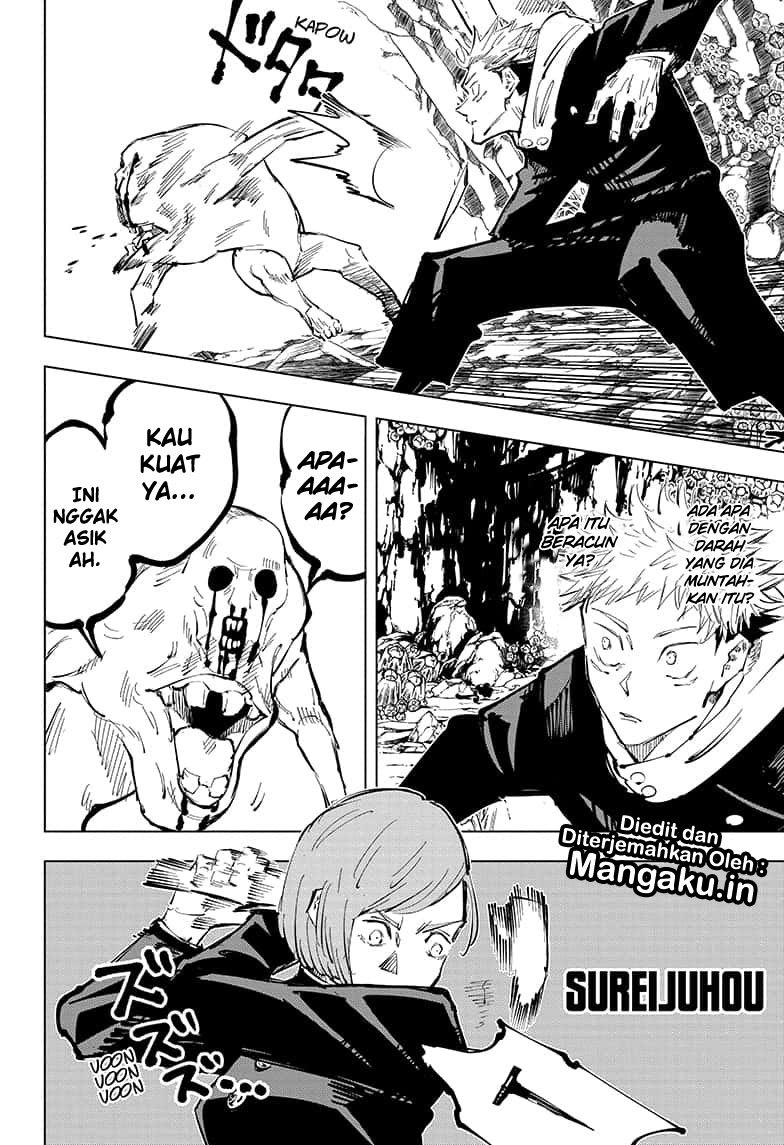 ドタタ
KAPOW
ADA APA
DENGAN
DARAH
YANG DIA
MUNTAH-
KAN ITU?
APA ITU
BERACUN
YA?
APA-
AAA-
AA?
KAU
KUAT
YA...
INI
NGGAK
ASIK
AH.
Diedit dan
Diterjemahkan Oleh :
Mangaku.in
SUREIJUHOU
ズズズ...
VOON
VOON
VOON